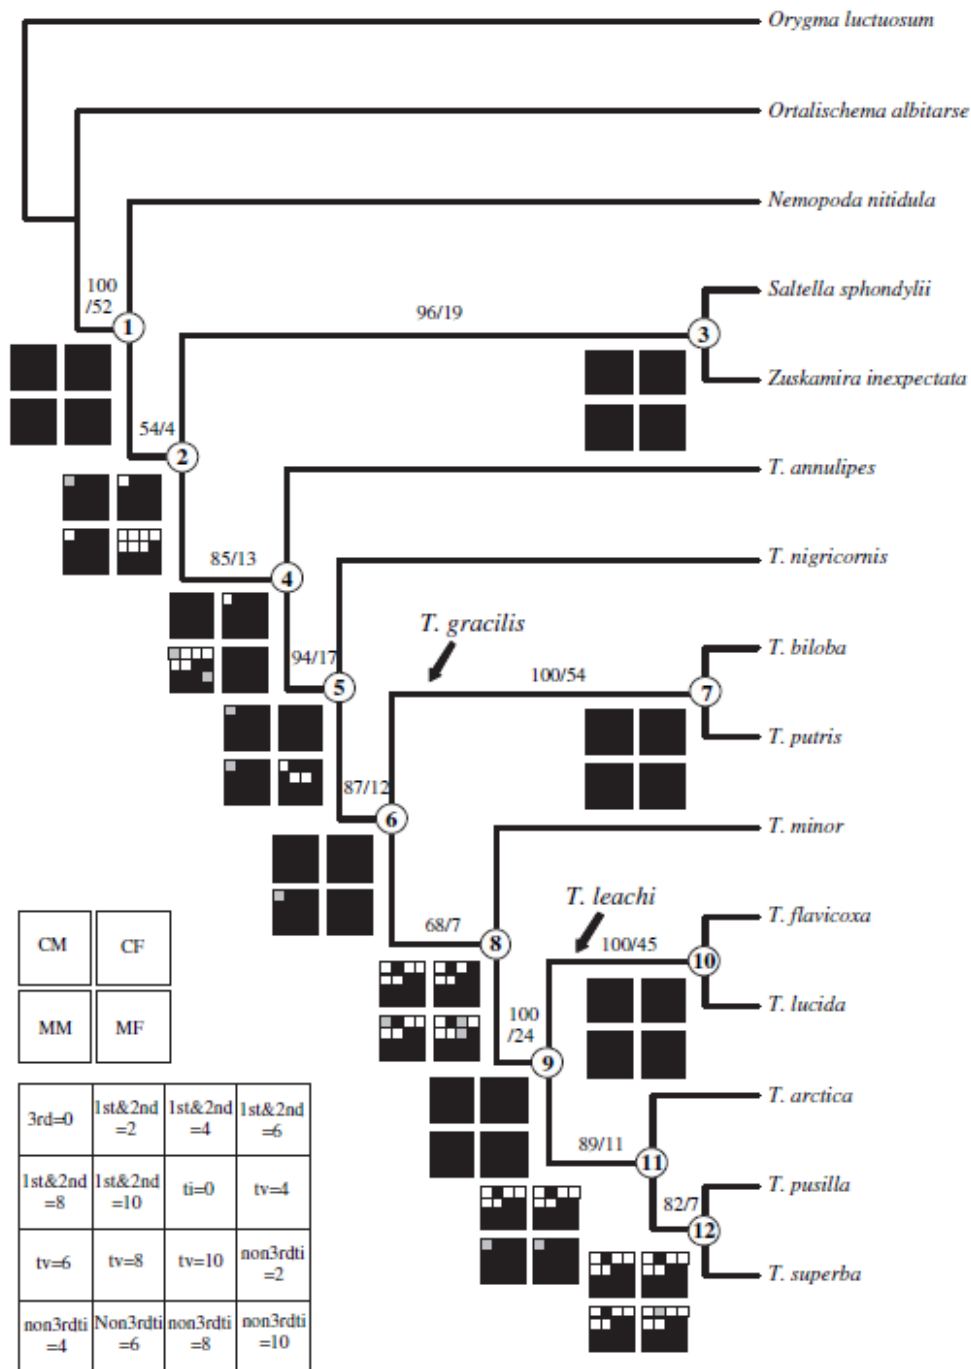 Orygma luctuosum
Ortalischema albitarse
Nemopoda nitidula
Saltella sphondylii
100
/52
96/19
1
3
Zuskamira inexpectata
54/4
2
T. annulipes
85/13
4
T. nigricornis
T. gracilis
T. biloba
94/17
100/54
5
7
T. putris
87/12
6
T. minor
T. leachi
T. flavicoxa
68/7
8
100/45
CM
CF
10
T. lucida
100
/24
MM
MF
9
T. arctica
3rd=0
1st&2nd
=2
1st&2nd
=4
1st&2nd
=6
89/11
11
T. pusilla
1st&2nd
=8
1st&2nd
=10
ti=0
tv=4
82/7
12
tv=6
tv=8
tv=10
non3rdti
=2
T. superba
non3rdti
=4
Non3rdti
=6
non3rdti
=8
non3rdti
=10